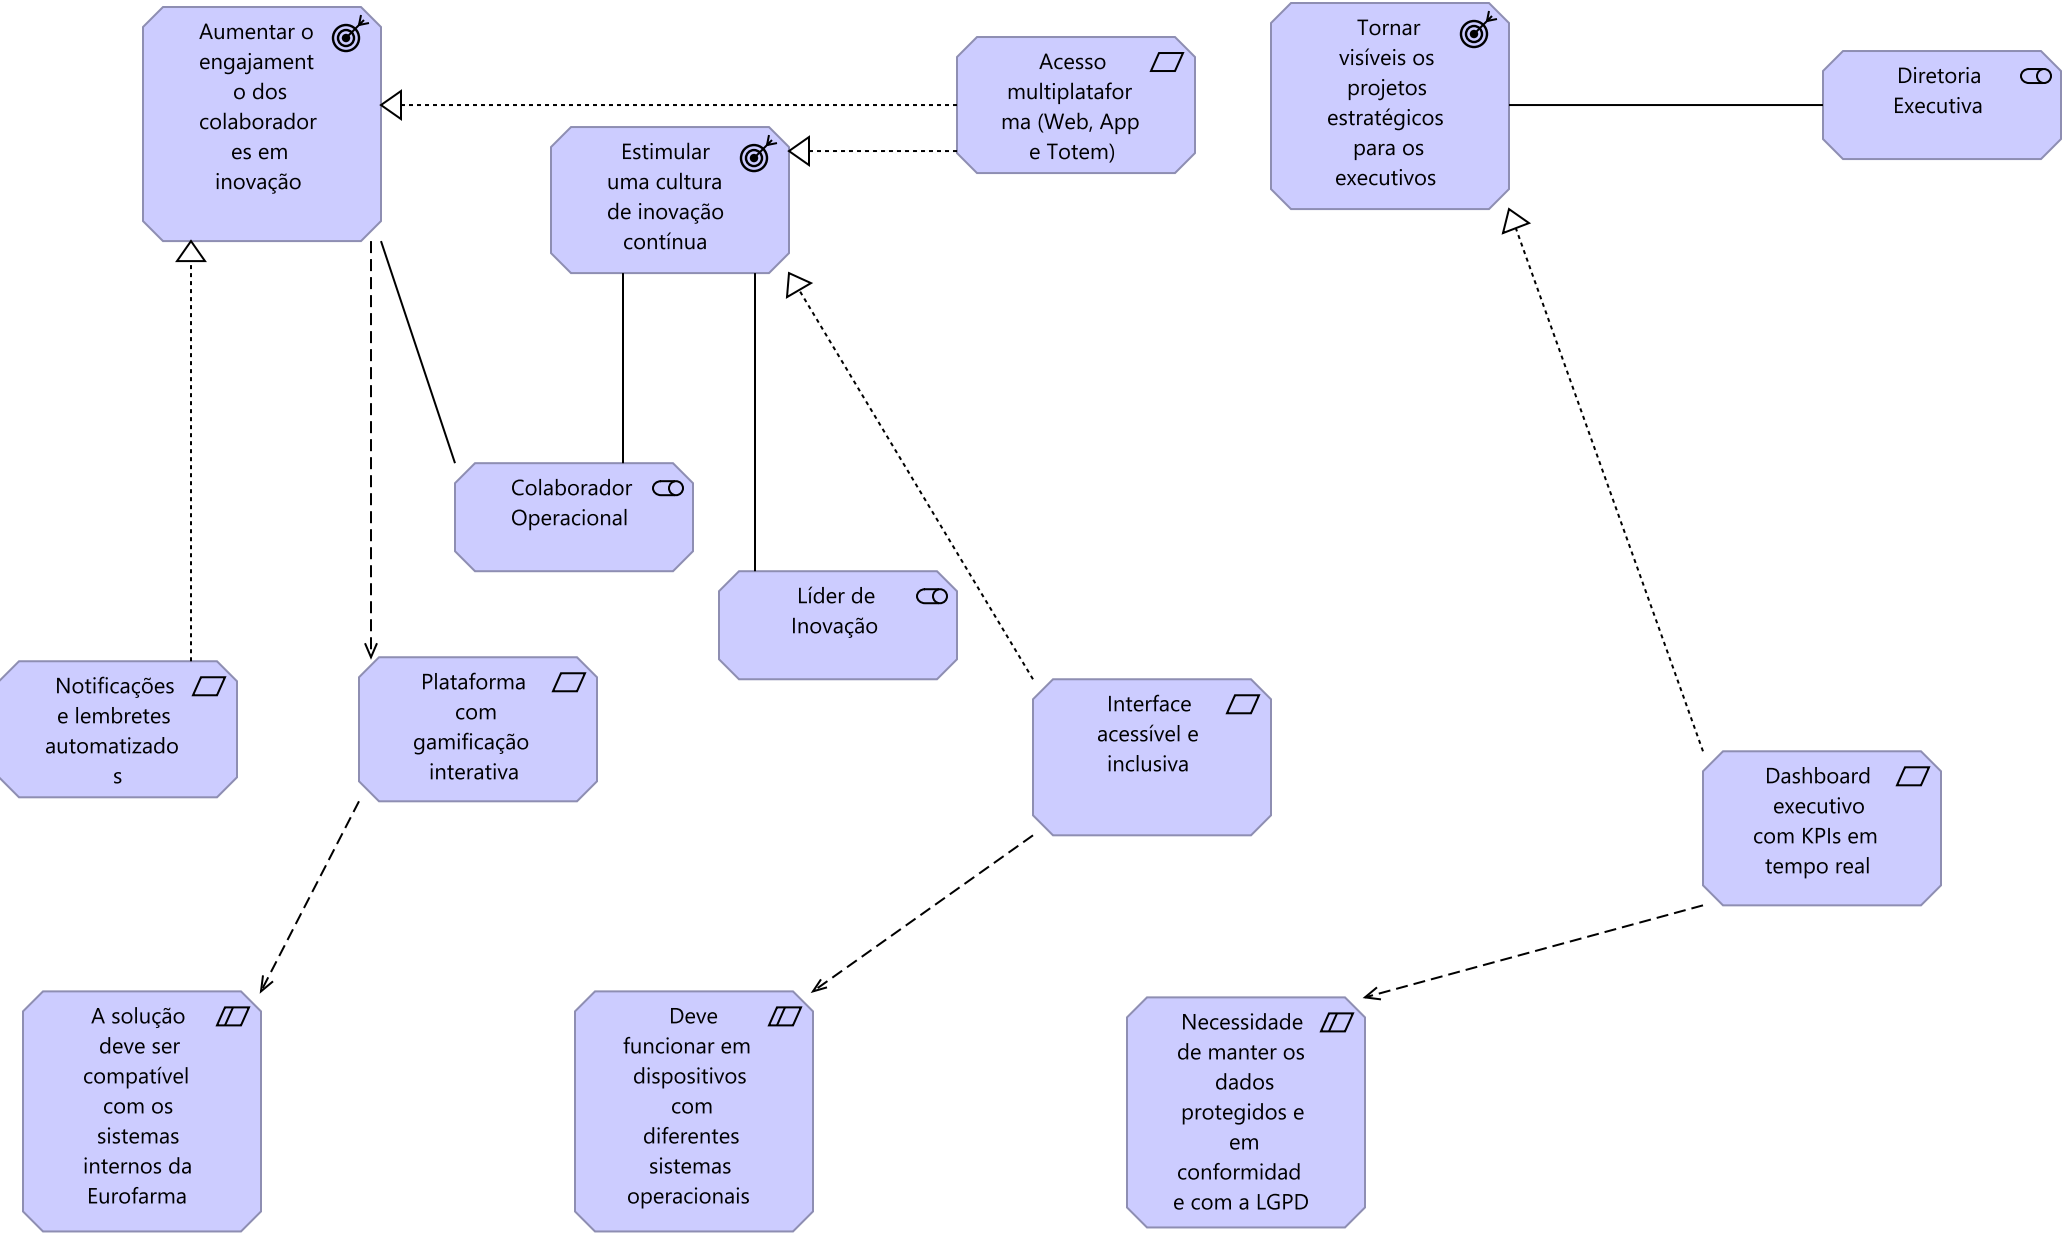 Aumentar o
engajament
o dos
colaborador
es em
inovação
Estimular
uma cultura
de inovação
contínua
Acesso
multiplatafor
ma (Web, App
e Totem)
Tornar
visíveis os
projetos
estratégicos
para os
executivos
Diretoria
Executiva
Colaborador
Operacional
Líder de
Inovação
Notificações
e lembretes
automatizado
s
Plataforma
com
gamificação
interativa
Interface
acessível e
inclusiva
Dashboard
executivo
com KPIs em
tempo real
A solução
deve ser
compatível
com os
sistemas
internos da
Eurofarma
Deve
funcionar em
dispositivos
com
diferentes
sistemas
operacionais
Necessidade
de manter os
dados
protegidos e
em
conformidad
e com a LGPD